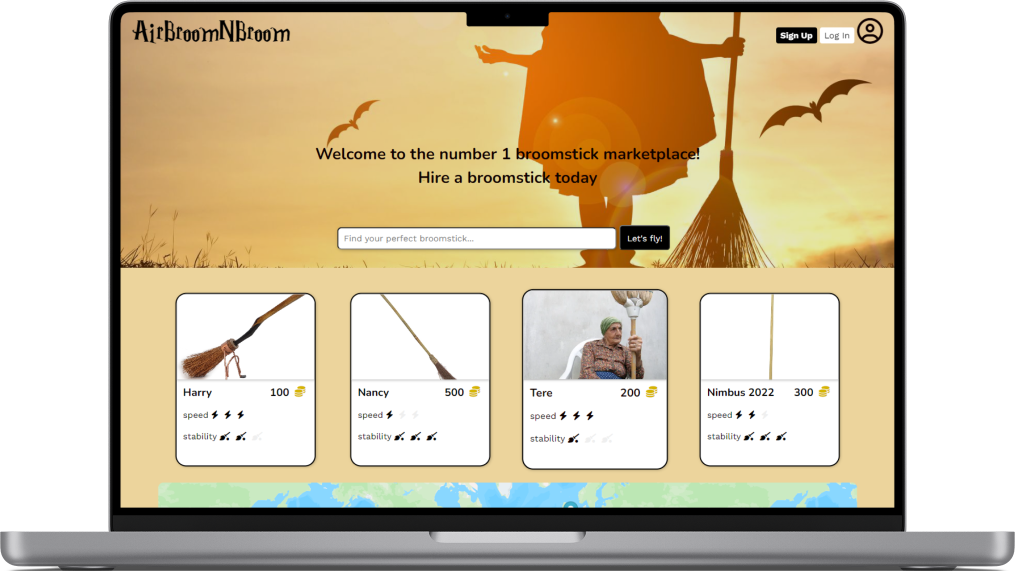 AirBroomNBroom
Sign Up Log In
Welcome to the number 1 broomstick marketplace!
Hire a broomstick today
Find your perfect broomstick...
Let's fly!
Harry 100
speed
stability
Nancy 500
speed
stability
Tere 200
speed
stability
Nimbus 2022 300
speed
stability